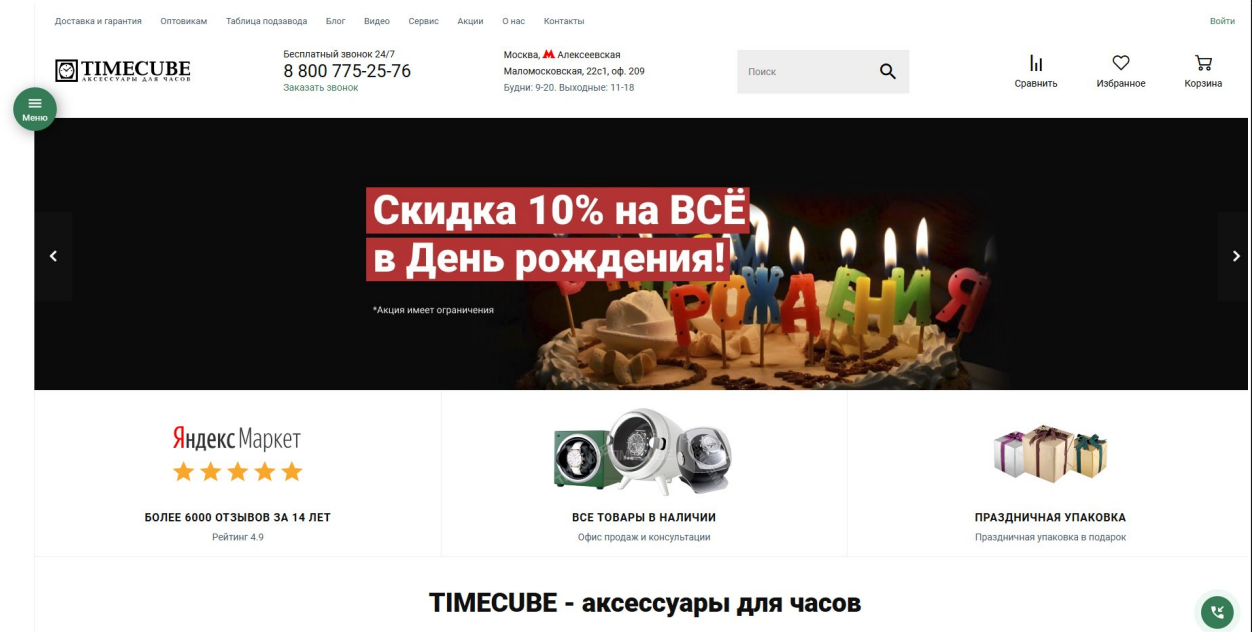 Доставка и гарантия Оптовикам Таблица подзавода Блог Видео Сервис Акции О нас Контакты Войти
TIMECUBE
АКСЕССУАРЫ ДЛЯ ЧАСОВ
Бесплатный звонок 24/7
8 800 775-25-76
Заказать звонок
Москва, М Алексеевская
Маломосковская, 22с1, оф. 209
Будни: 9-20. Выходные: 11-18
Поиск
Сравнить Избранное Корзина
Меню
Скидка 10% на ВСЁ
в День рождения!
*Акция имеет ограничения
РОЖДЕНИЯ
Яндекс Маркет
БОЛЕЕ 6000 ОТЗЫВОВ ЗА 14 ЛЕТ
Рейтинг 4.9
ВСЕ ТОВАРЫ В НАЛИЧИИ
Офис продаж и консультации
ПРАЗДНИЧНАЯ УПАКОВКА
Праздничная упаковка в подарок
TIMECUBE - аксессуары для часов